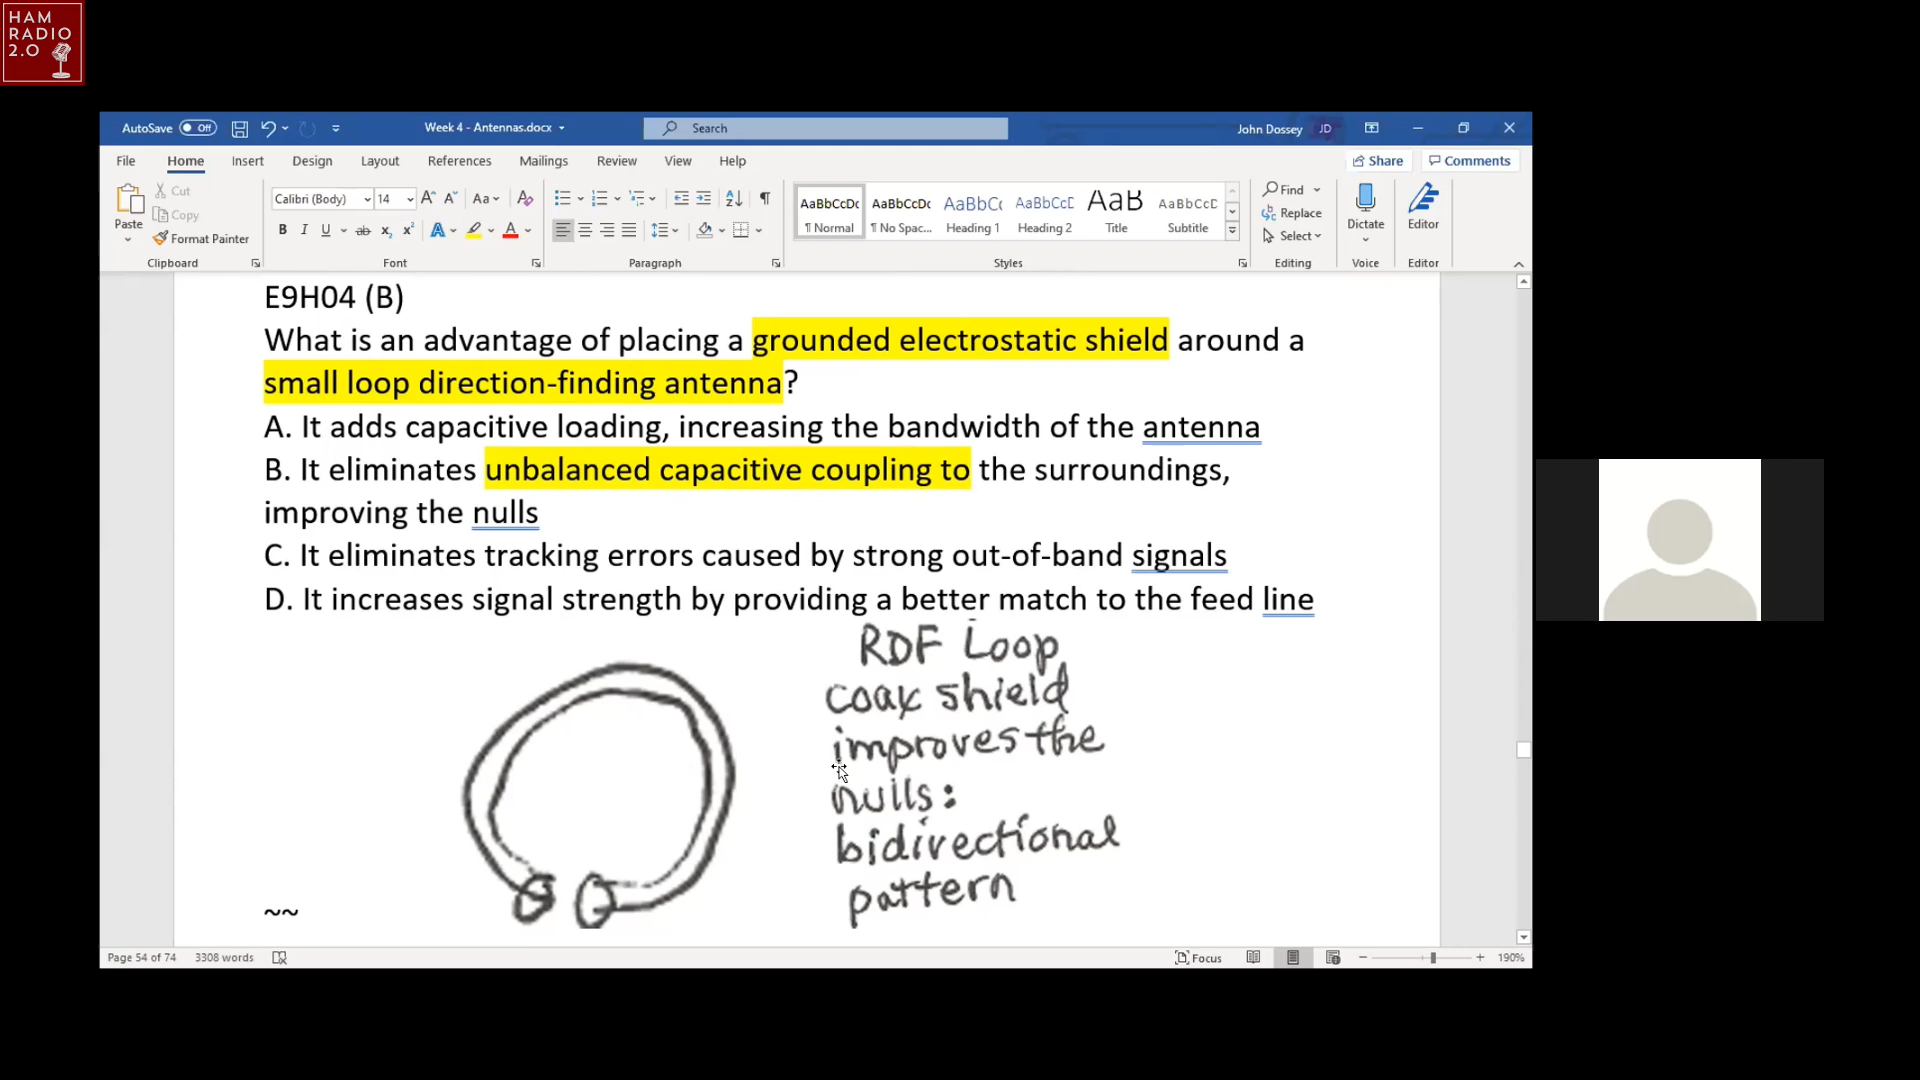 HAM
RADIO
2.0
AutoSave Off Week 4 - Antennas.docx Search John Dossey JD
File Home Insert Design Layout References Mailings Review View Help Share Comments
Paste Cut Copy Format Painter
Calibri (Body) 14 Aa
B I U ab x₂ x²
AaBbCcDc AaBbCcDc AaBbCc AaBbCcD AaB AaBbCcD
¶ Normal ¶ No Spac... Heading 1 Heading 2 Title Subtitle
Find Replace Select Dictate Editor
Clipboard Font Paragraph Styles Editing Voice Editor
E9H04 (B)
What is an advantage of placing a grounded electrostatic shield around a
small loop direction-finding antenna?
A. It adds capacitive loading, increasing the bandwidth of the antenna
B. It eliminates unbalanced capacitive coupling to the surroundings,
improving the nulls
C. It eliminates tracking errors caused by strong out-of-band signals
D. It increases signal strength by providing a better match to the feed line
RDF Loop
coax shield
improves the
nulls:
bidirectional
pattern
~~
Page 54 of 74 3308 words Focus 190%